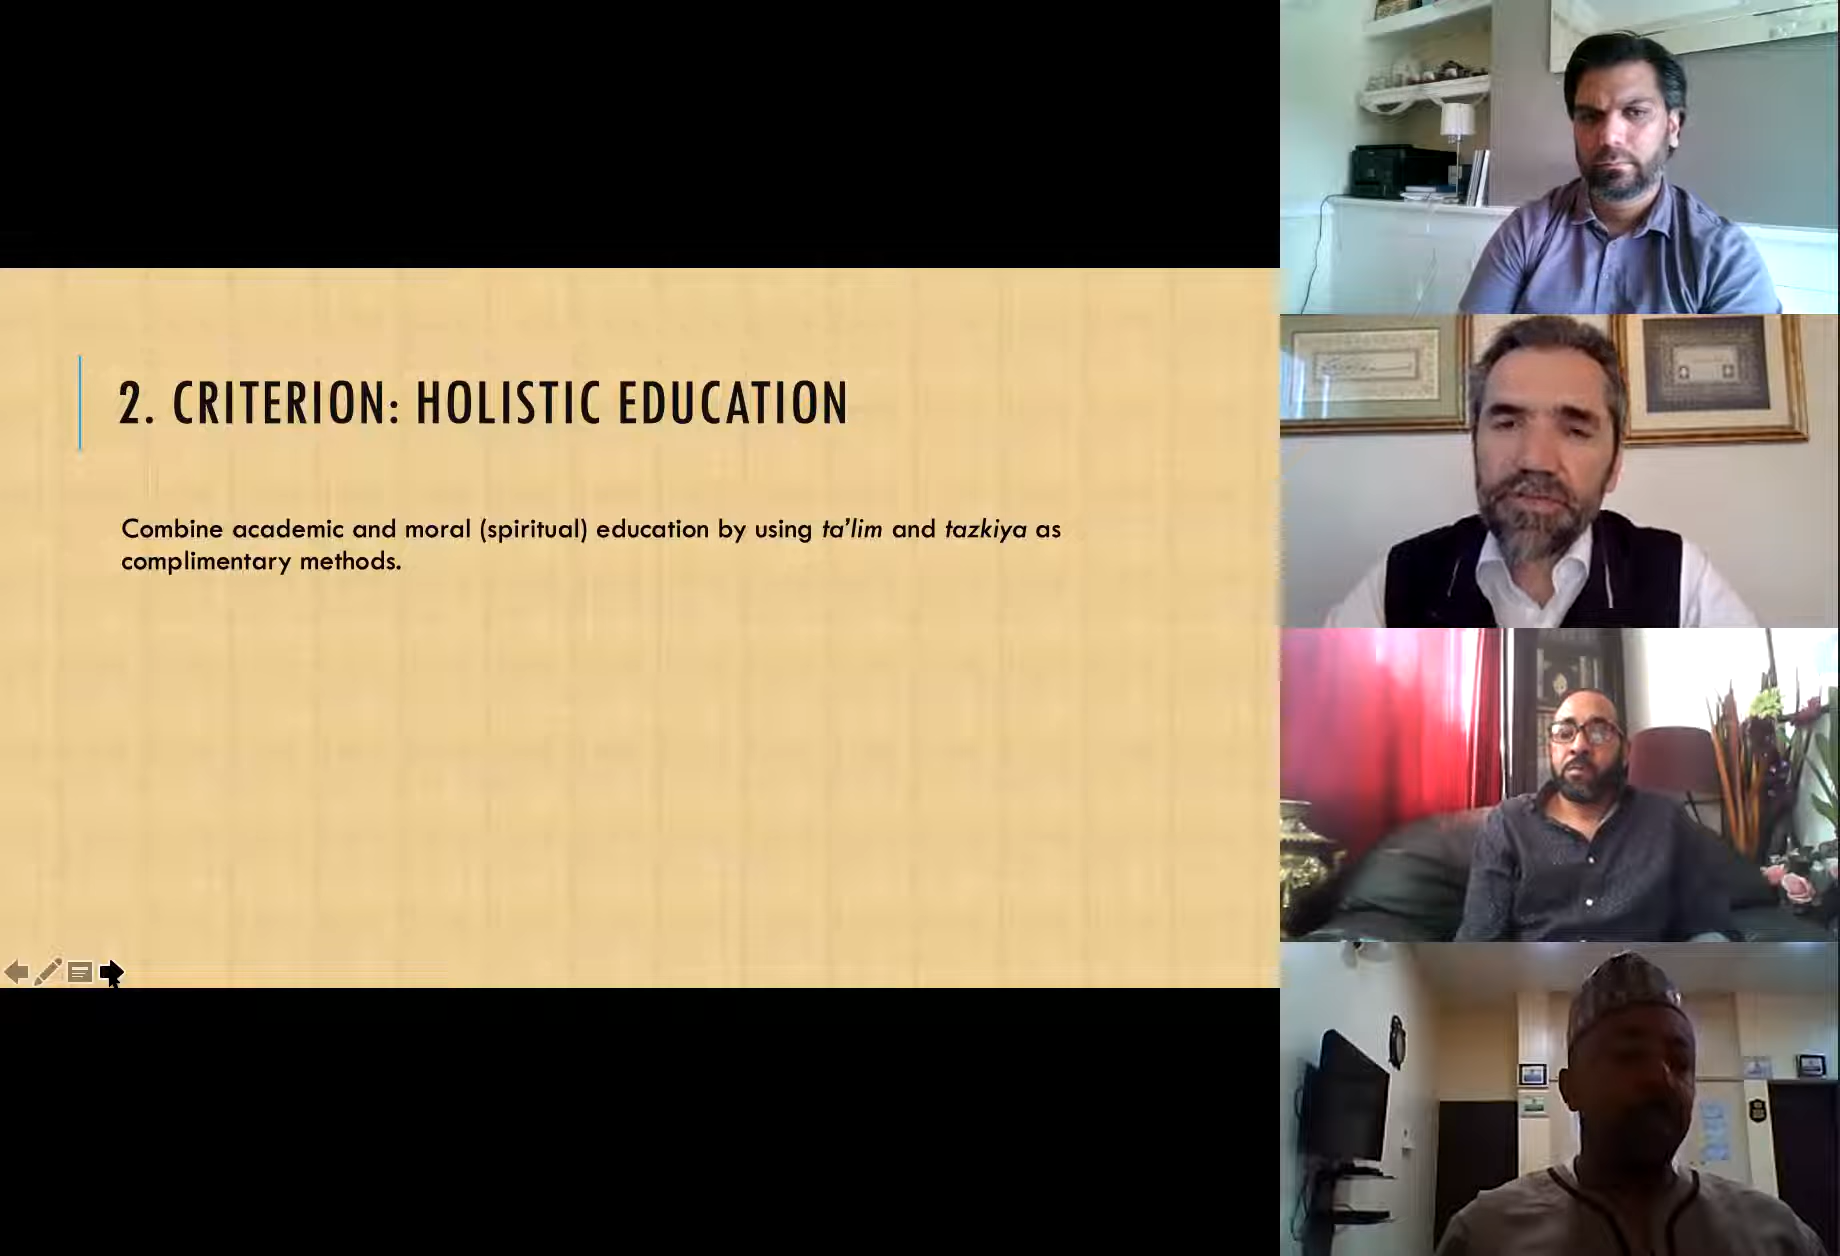 2. CRITERION: HOLISTIC EDUCATION
Combine academic and moral (spiritual) education by using ta’lim and tazkiya as
complimentary methods.